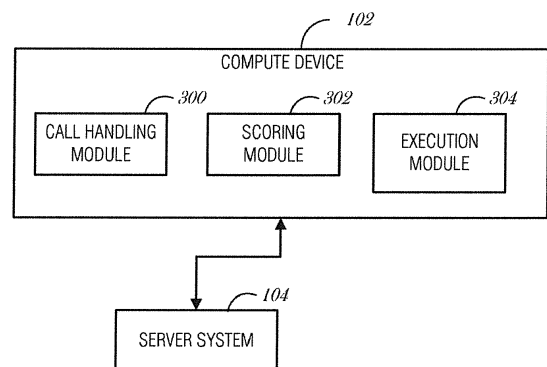 102
COMPUTE DEVICE
300
302
304
CALL HANDLING
MODULE
SCORING
MODULE
EXECUTION
MODULE
104
SERVER SYSTEM